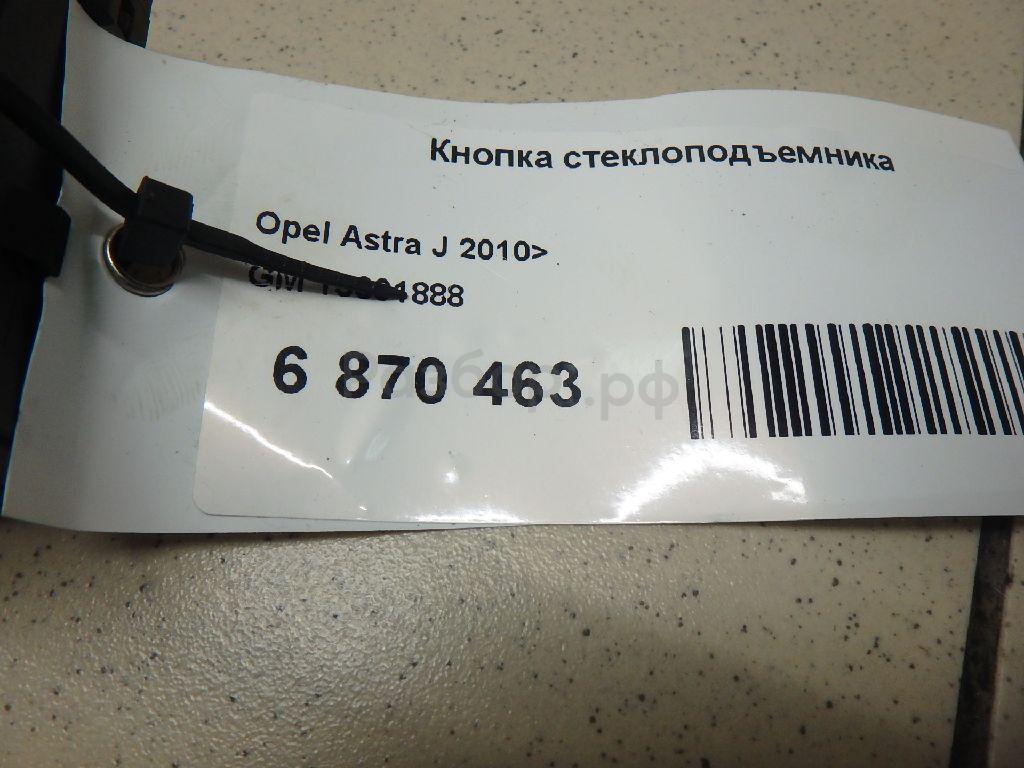 Кнопка стеклоподъемника
Opel Astra J 2010>
GM
6 870 463